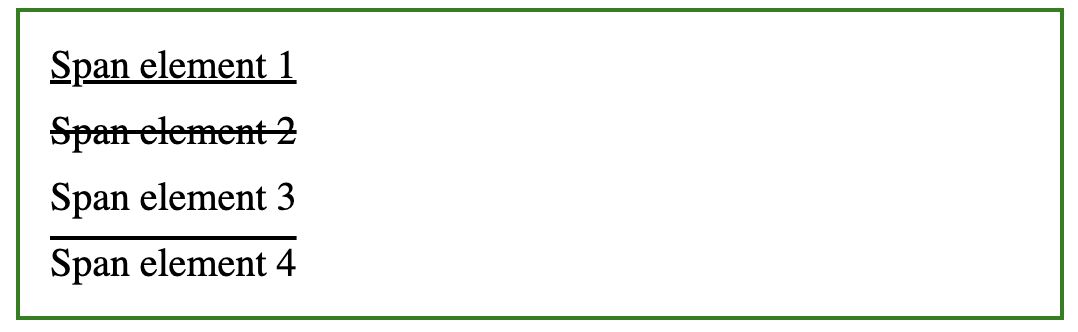 Span element 1
Span element 2
Span element 3
Span element 4